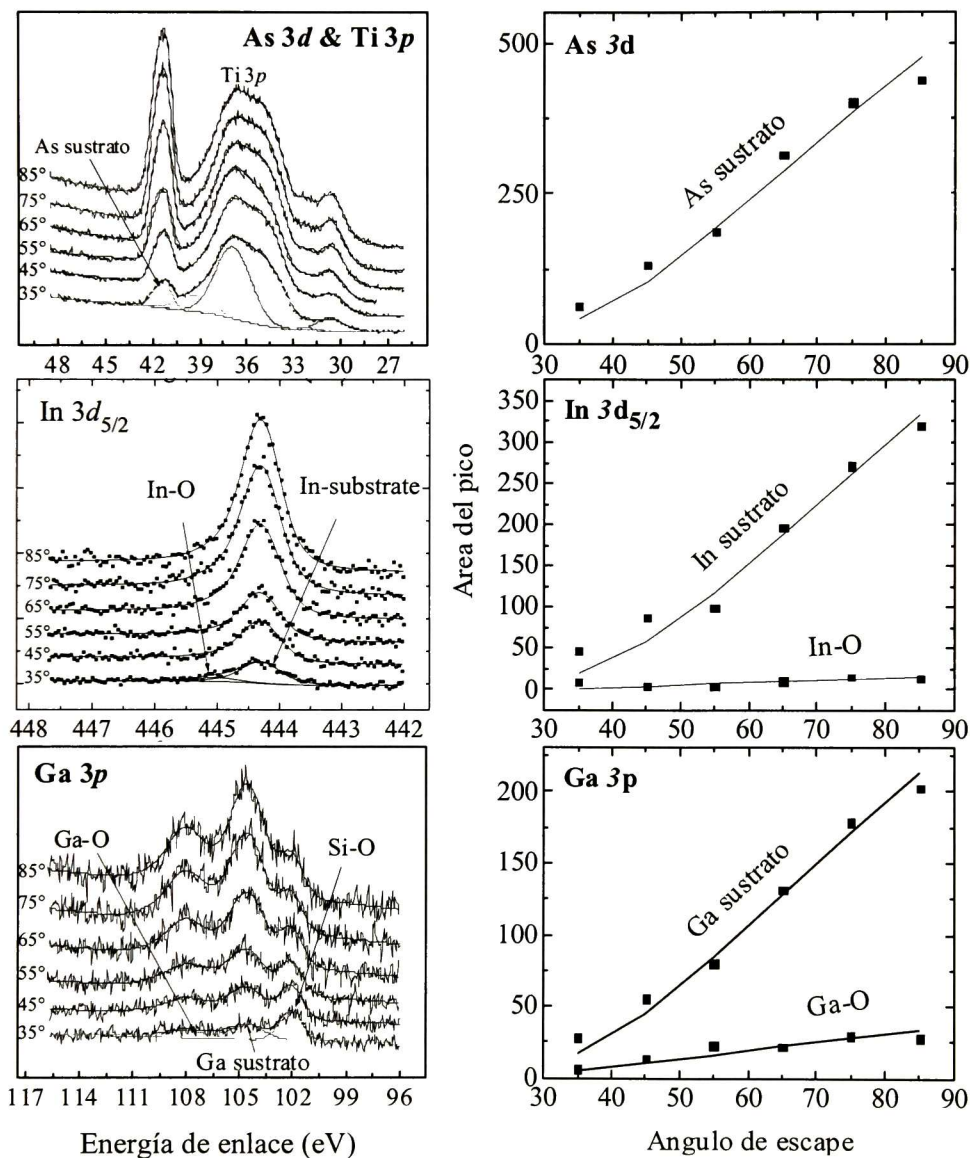 As 3d & Ti 3p
Ti 3p
As sustrato
85°
75°
65°
55°
45°
35°
48 45 42 39 36 33 30 27
As 3d
500
250
0
As sustrato
30 40 50 60 70 80 90
In 3d5/2
In-O
In-substrate
85°
75°
65°
55°
45°
35°
448 447 446 445 444 443 442
In 3d5/2
350
300
250
200
150
100
50
0
In sustrato
In-O
30 40 50 60 70 80 90
Area del pico
Ga 3p
Ga-O
Si-O
85°
75°
65°
55°
45°
35°
Ga sustrato
117 114 111 108 105 102 99 96
Energía de enlace (eV)
Ga 3p
200
150
100
50
0
Ga sustrato
Ga-O
30 40 50 60 70 80 90
Angulo de escape